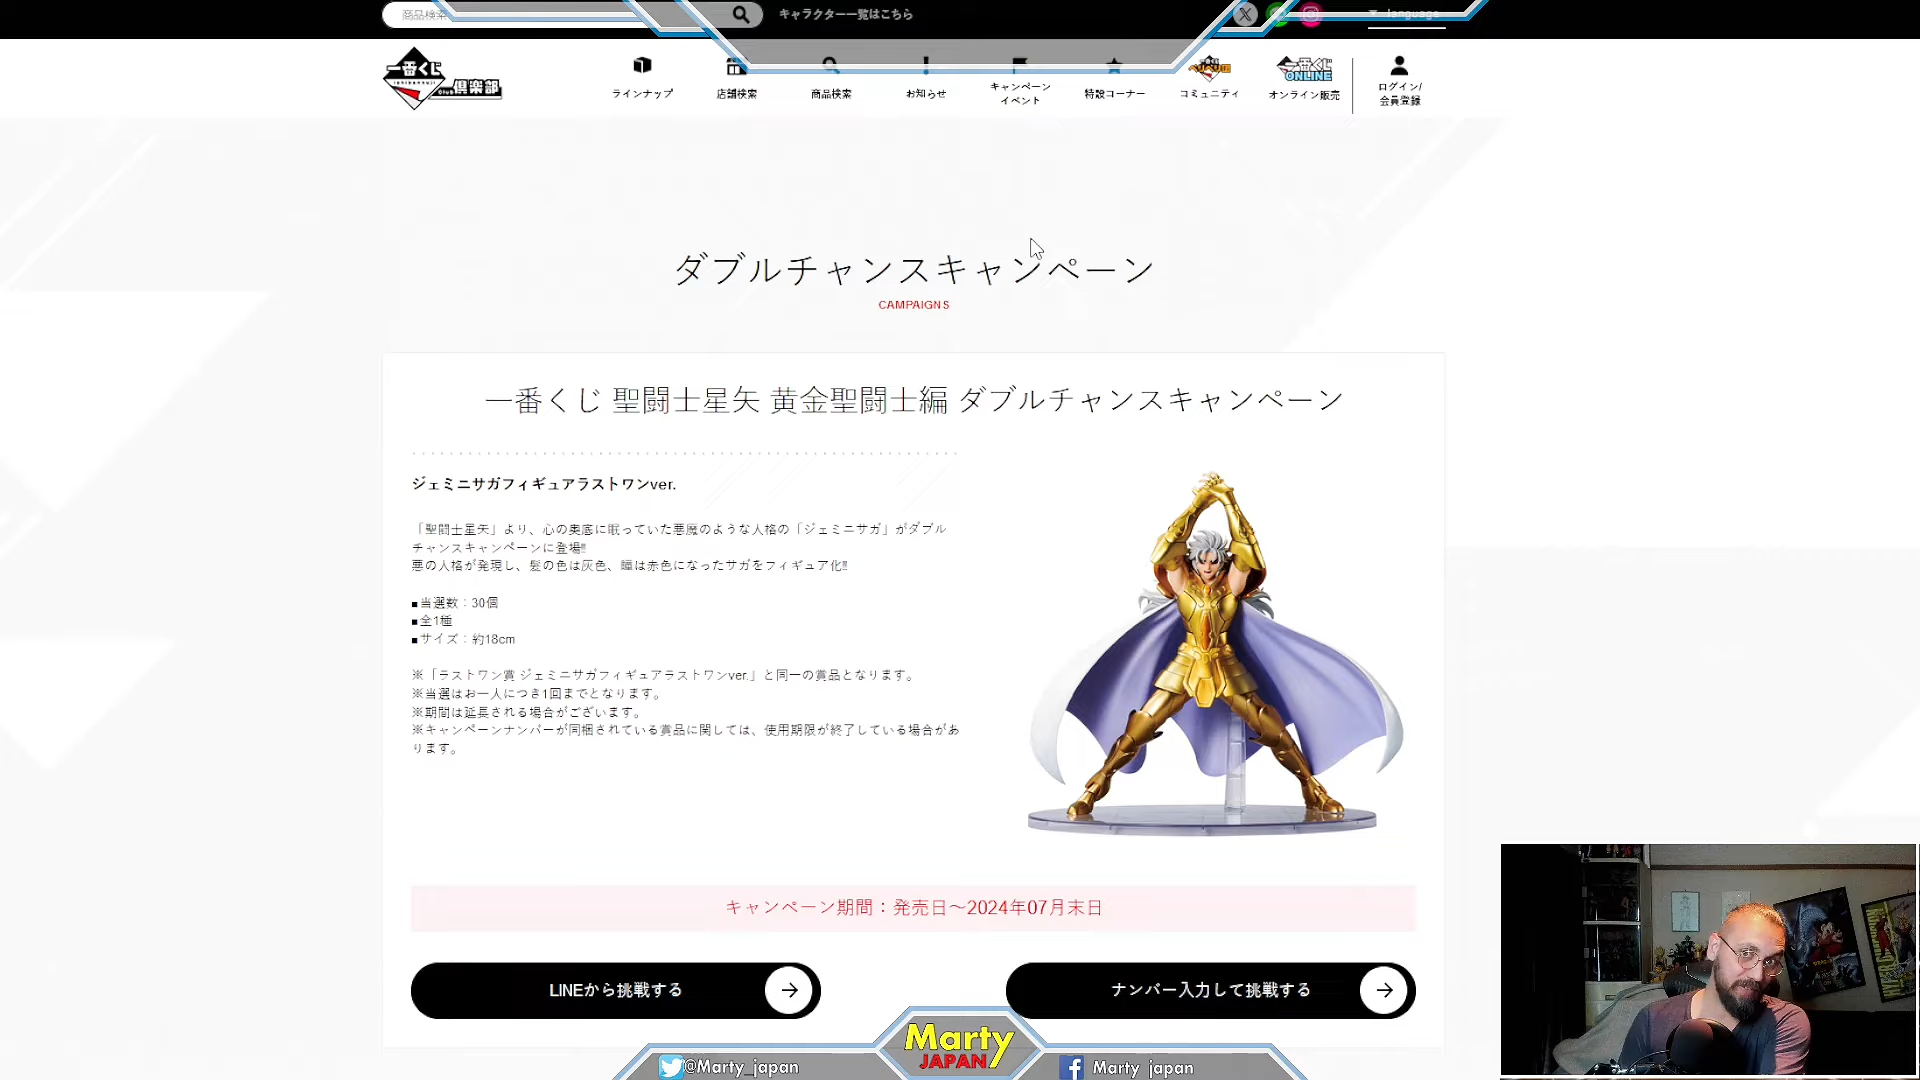 商品検索
キャラクター一覧はこちら
language
一番くじ
倶楽部
ラインナップ
店舗検索
商品検索
お知らせ
キャンペーン
イベント
特設コーナー
コミュニティ
一番くじ
ONLINE
オンライン販売
ログイン/
会員登録
ダブルチャンスキャンペーン
CAMPAIGNS
一番くじ 聖闘士星矢 黄金聖闘士編 ダブルチャンスキャンペーン
ジェミニサガフィギュアラストワンver.
「聖闘士星矢」より、心の奥底に眠っていた悪魔のような人格の「ジェミニサガ」がダブル
チャンスキャンペーンに登場!!
悪の人格が発現し、髪の色は灰色、瞳は赤色になったサガをフィギュア化!!
■当選数：30個
■全1種
■サイズ：約18cm
※「ラストワン賞 ジェミニサガフィギュアラストワンver.」と同一の賞品となります。
※当選はお一人につき1回までとなります。
※期間は延長される場合がございます。
※キャンペーンナンバーが同梱されている賞品に関しては、使用期限が終了している場合があ
ります。
キャンペーン期間：発売日～2024年07月末日
LINEから挑戦する
ナンバー入力して挑戦する
Marty
JAPAN
@Marty_japan
Marty japan